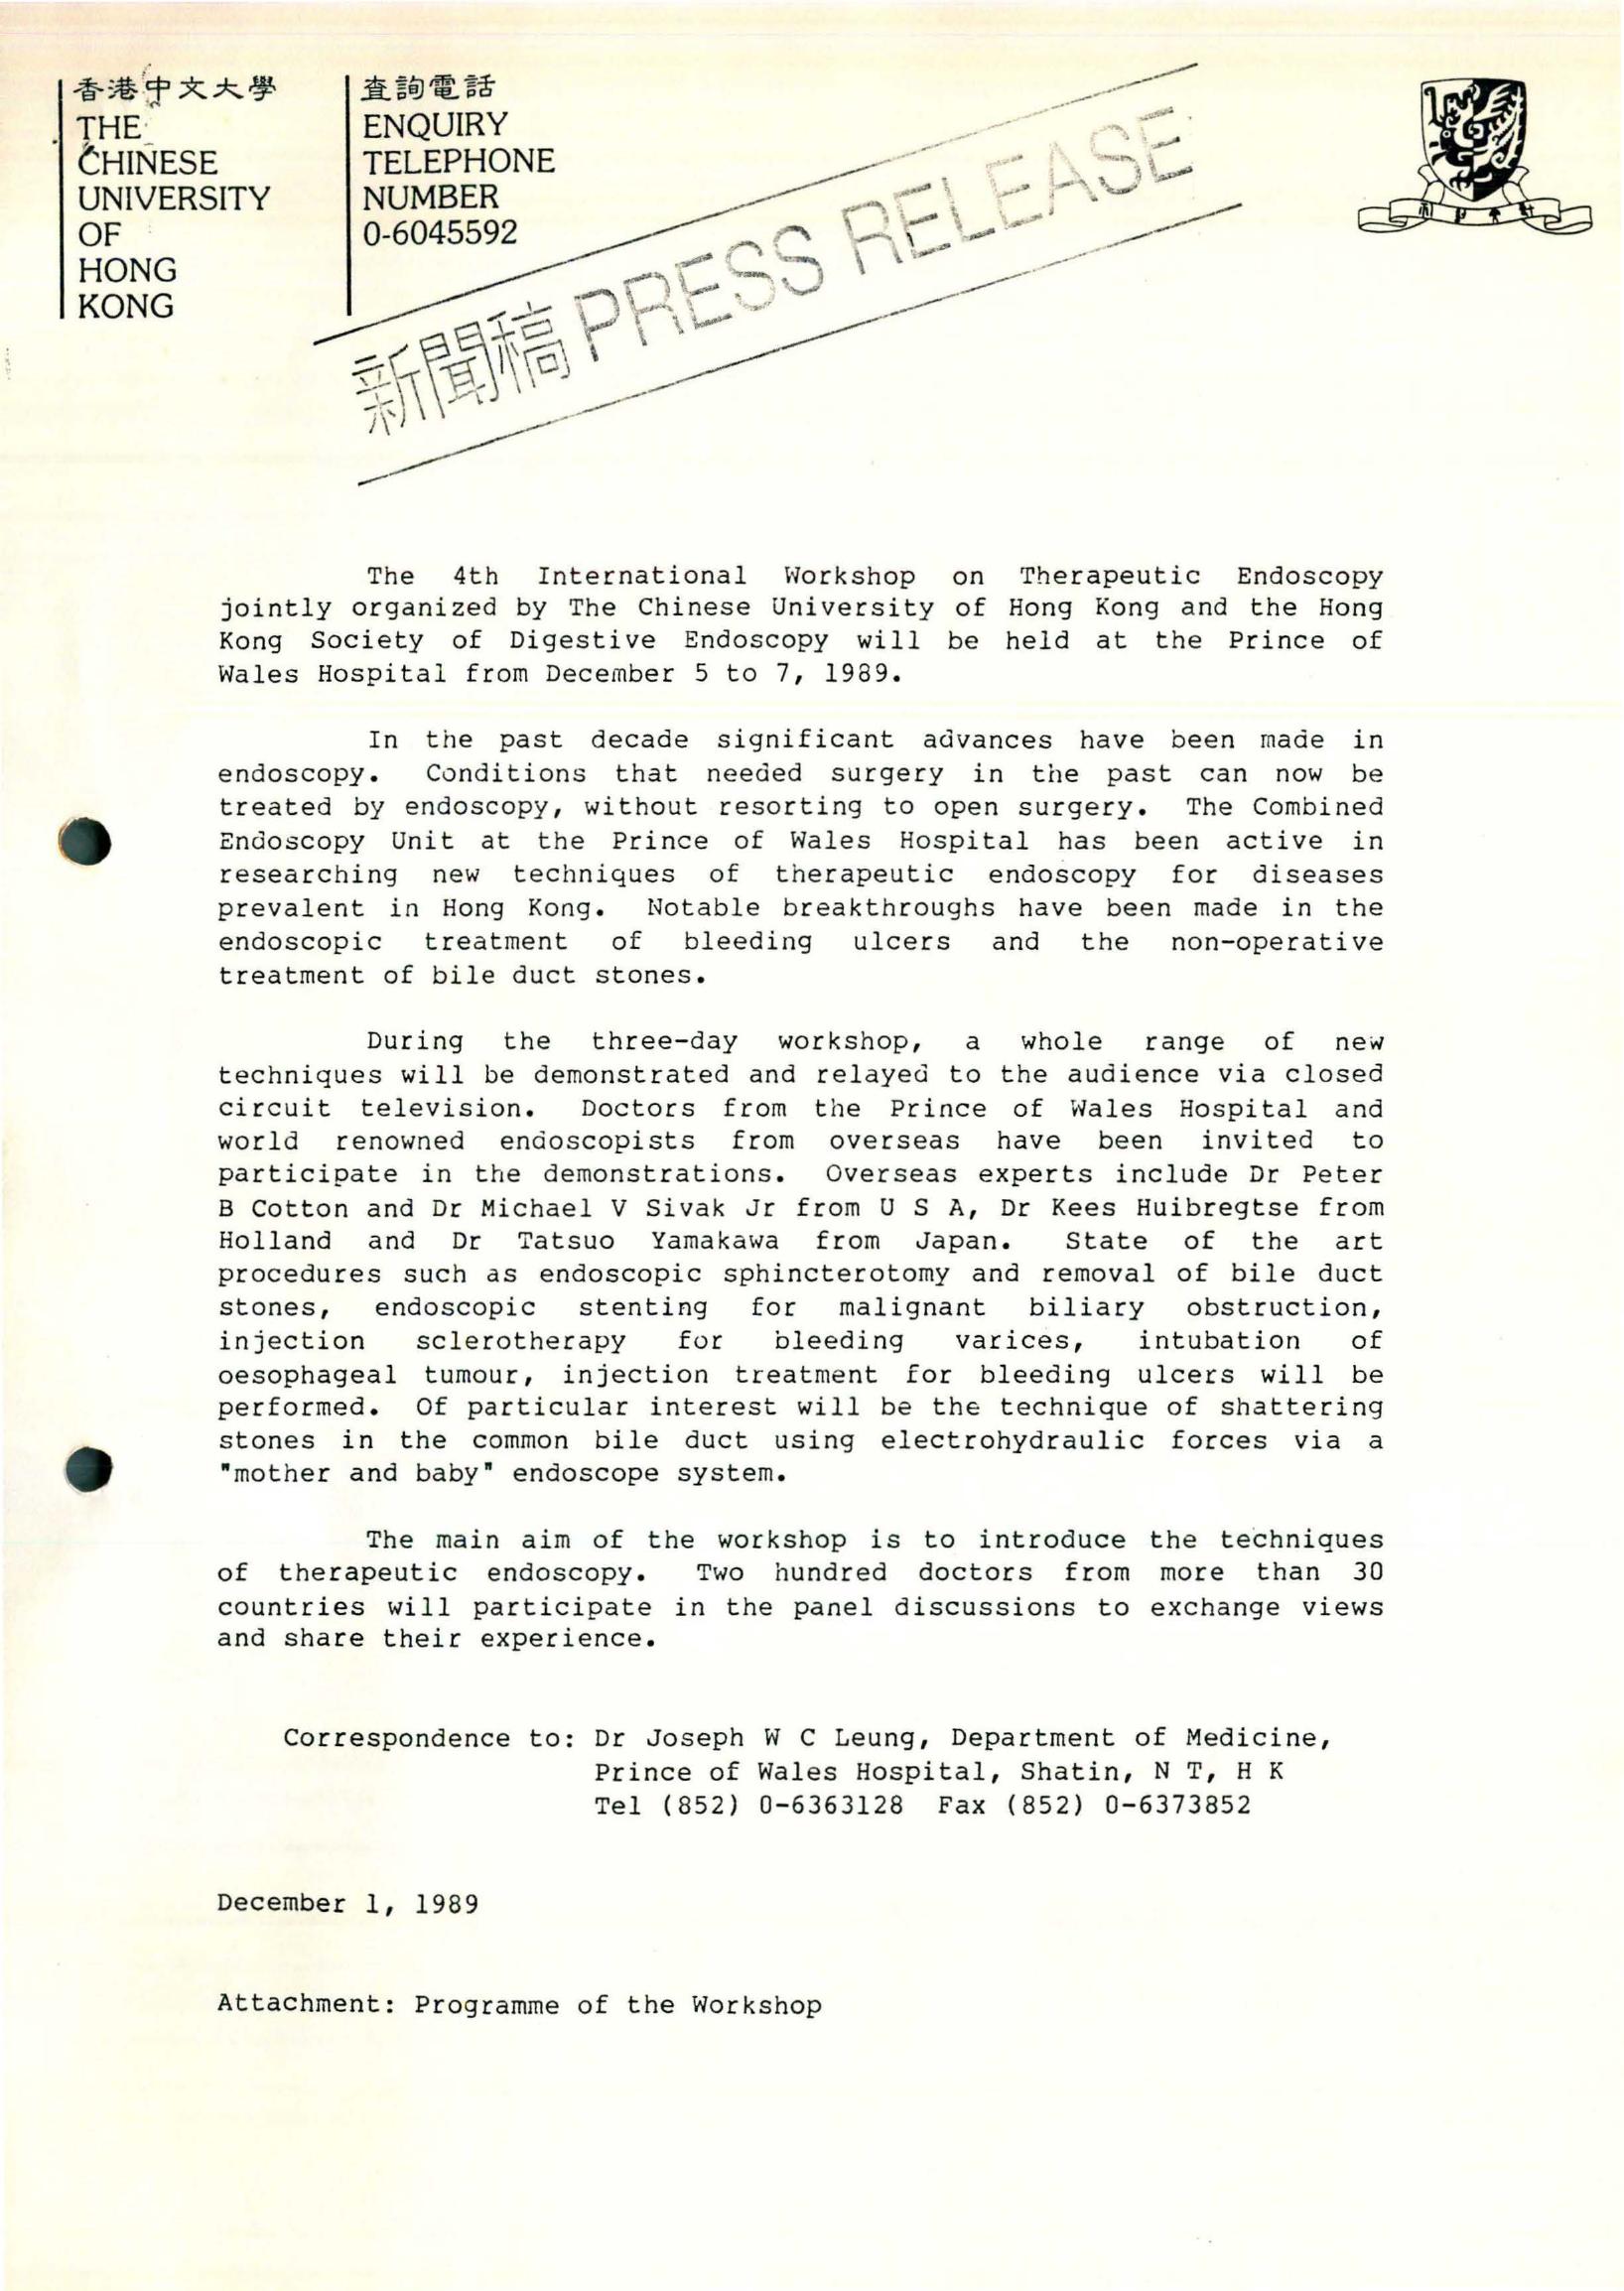 香港中文大學
THE
CHINESE
UNIVERSITY
OF
HONG
KONG
查詢電話
ENQUIRY
TELEPHONE
NUMBER
0-6045592
新聞稿 PRESS RELEASE
The 4th International Workshop on Therapeutic Endoscopy
jointly organized by The Chinese University of Hong Kong and the Hong
Kong Society of Digestive Endoscopy will be held at the Prince of
Wales Hospital from December 5 to 7, 1989.
In the past decade significant advances have been made in
endoscopy. Conditions that needed surgery in the past can now be
treated by endoscopy, without resorting to open surgery. The Combined
Endoscopy Unit at the Prince of Wales Hospital has been active in
researching new techniques of therapeutic endoscopy for diseases
prevalent in Hong Kong. Notable breakthroughs have been made in the
endoscopic treatment of bleeding ulcers and the non-operative
treatment of bile duct stones.
During the three-day workshop, a whole range of new
techniques will be demonstrated and relayed to the audience via closed
circuit television. Doctors from the Prince of Wales Hospital and
world renowned endoscopists from overseas have been invited to
participate in the demonstrations. Overseas experts include Dr Peter
B Cotton and Dr Michael V Sivak Jr from U S A, Dr Kees Huibregtse from
Holland and Dr Tatsuo Yamakawa from Japan. State of the art
procedures such as endoscopic sphincterotomy and removal of bile duct
stones, endoscopic stenting for malignant biliary obstruction,
injection sclerotherapy for bleeding varices, intubation of
oesophageal tumour, injection treatment for bleeding ulcers will be
performed. Of particular interest will be the technique of shattering
stones in the common bile duct using electrohydraulic forces via a
"mother and baby" endoscope system.
The main aim of the workshop is to introduce the techniques
of therapeutic endoscopy. Two hundred doctors from more than 30
countries will participate in the panel discussions to exchange views
and share their experience.
Correspondence to: Dr Joseph W C Leung, Department of Medicine,
Prince of Wales Hospital, Shatin, N T, H K
Tel (852) 0-6363128 Fax (852) 0-6373852
December 1, 1989
Attachment: Programme of the Workshop